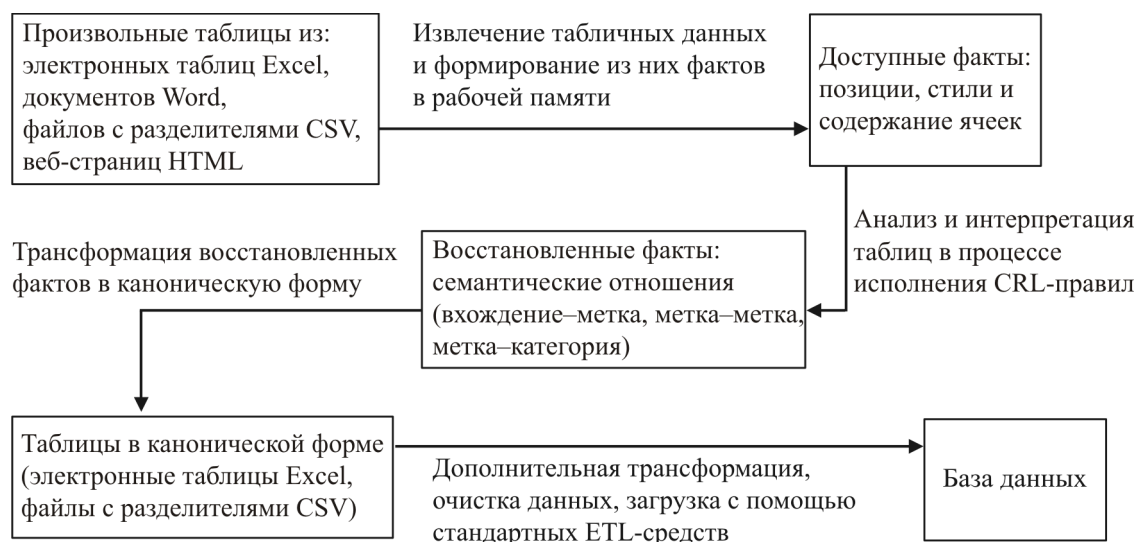 Произвольные таблицы из:
электронных таблиц Excel,
документов Word,
файлов с разделителями CSV,
веб-страниц HTML
Извлечение табличных данных
и формирование из них фактов
в рабочей памяти
Доступные факты:
позиции, стили и
содержание ячеек
Анализ и интерпретация
таблиц в процессе
исполнения CRL-правил
Восстановленные факты:
семантические отношения
(вхождение–метка, метка–метка,
метка–категория)
Трансформация восстановленных
фактов в каноническую форму
Таблицы в канонической форме
(электронные таблицы Excel,
файлы с разделителями CSV)
Дополнительная трансформация,
очистка данных, загрузка с помощью
стандартных ETL-средств
База данных